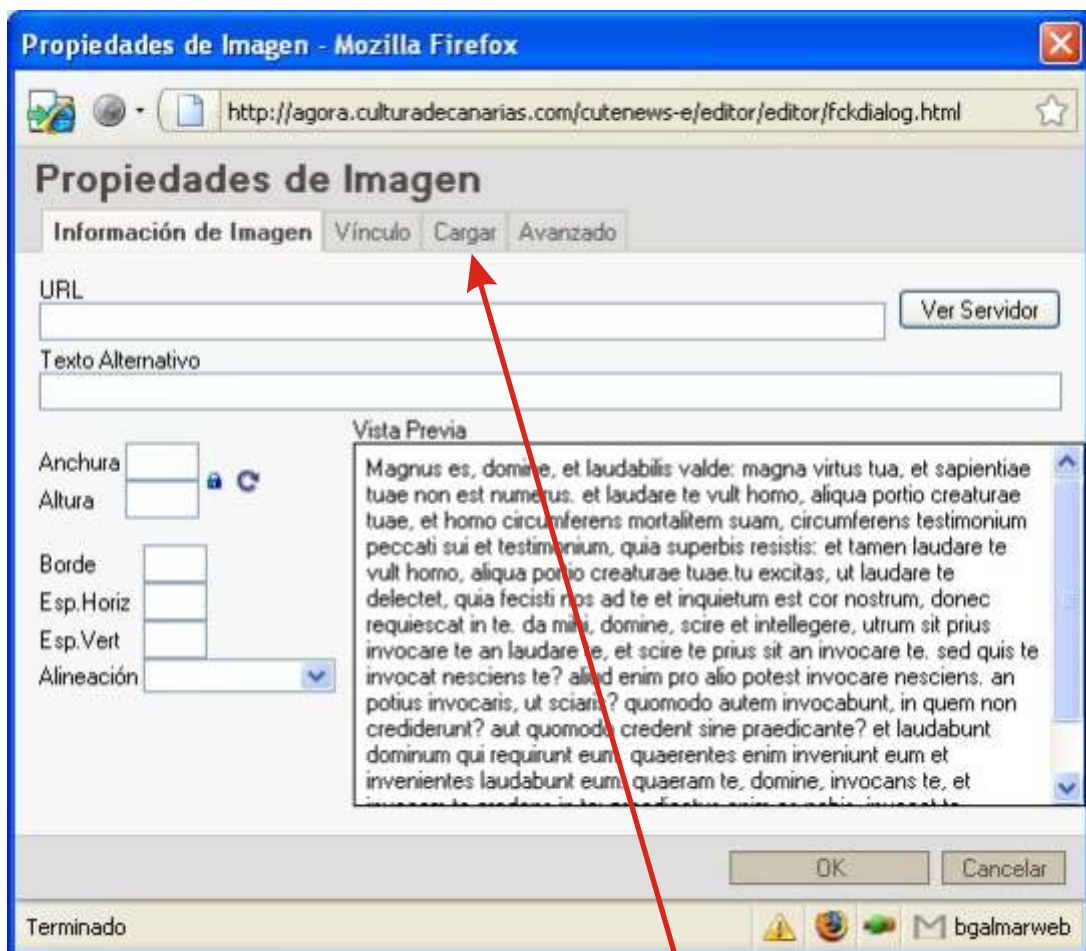 Propiedades de Imagen - Mozilla Firefox
http://agora.culturadecanarias.com/cutenews-e/editor/editor/fckdialog.html
Propiedades de Imagen
Información de Imagen Vínculo Cargar Avanzado
URL
Ver Servidor
Texto Alternativo
Vista Previa
Anchura
Altura
Borde
Esp.Horiz
Esp.Vert
Alineación
Magnus es, domine, et laudabilis valde: magna virtus tua, et sapientiae
tuae non est numerus. et laudare te vult homo, aliqua portio creaturae
tuae, et homo circumferens mortalitem suam, circumferens testimonium
peccati sui et testimonium, quia superbis resistis: et tamen laudare te
vult homo, aliqua portio creaturae tuae.tu excitas, ut laudare te
delectet, quia fecisti nos ad te et inquietum est cor nostrum, donec
requiescat in te. da mihi, domine, scire et intellegere, utrum sit prius
invocare te an laudare te, et scire te prius sit an invocare te. sed quis te
invocat nesciens te? aliud enim pro alio potest invocare nesciens. an
potius invocaris, ut sciaris? quomodo autem invocabunt, in quem non
crediderunt? aut quomodo credent sine praedicante? et laudabunt
dominum qui requirunt eum. quaerentes enim inveniunt eum et
invenientes laudabunt eum. quaeram te, domine, invocans te, et
OK Cancelar
Terminado bgalmarweb